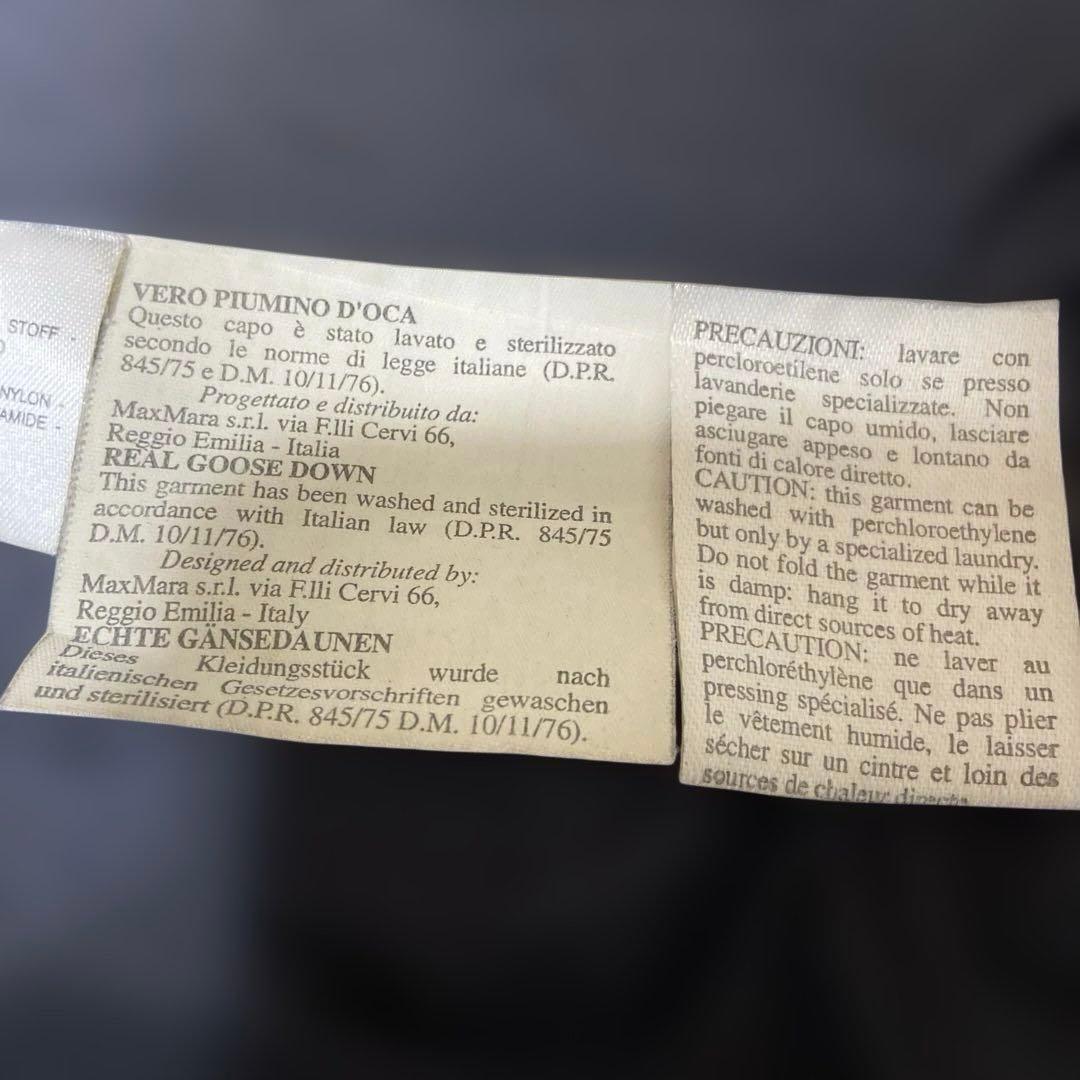 STOFF -
NYLON -
AMIDE -
VERO PIUMINO D'OCA
Questo capo è stato lavato e sterilizzato
secondo le norme di legge italiane (D.P.R.
845/75 e D.M. 10/11/76).
Progettato e distribuito da:
MaxMara s.r.l. via F.lli Cervi 66,
Reggio Emilia - Italia
REAL GOOSE DOWN
This garment has been washed and sterilized in
accordance with Italian law (D.P.R. 845/75
D.M. 10/11/76).
Designed and distributed by:
MaxMara s.r.l. via F.lli Cervi 66,
Reggio Emilia - Italy
ECHTE GÄNSEDAUNEN
Dieses Kleidungsstück wurde nach
italienischen Gesetzesvorschriften gewaschen
und sterilisiert (D.P.R. 845/75 D.M. 10/11/76).
PRECAUZIONI: lavare con
percloroetilene solo se presso
lavanderie specializzate. Non
piegare il capo umido, lasciare
asciugare appeso e lontano da
fonti di calore diretto.
CAUTION: this garment can be
washed with perchloroethylene
but only by a specialized laundry.
Do not fold the garment while it
is damp: hang it to dry away
from direct sources of heat.
PRECAUTION: ne laver au
perchloréthylène que dans un
pressing spécialisé. Ne pas plier
le vêtement humide, le laisser
sécher sur un cintre et loin des
sources de chaleur